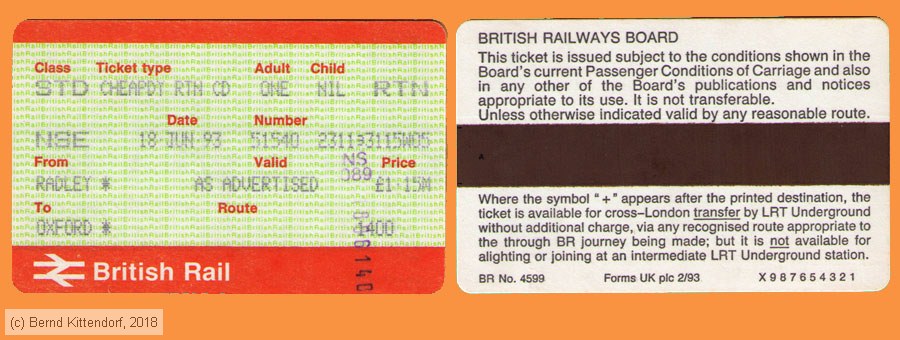 Class Ticket type Adult Child
STD CHEAPDY RTN CD ONE NIL RTN
Date Number
NSE 18 JUN 93 51540 231193115W05
From Valid Price
RADLEY * AS ADVERTISED £1·15M
NS
089
To Route
OXFORD * 1400
British Rail
BRITISH RAILWAYS BOARD
This ticket is issued subject to the conditions shown in the
Board's current Passenger Conditions of Carriage and also
in any other of the Board's publications and notices
appropriate to its use. It is not transferable.
Unless otherwise indicated valid by any reasonable route.
Where the symbol "+" appears after the printed destination, the
ticket is available for cross-London transfer by LRT Underground
without additional charge, via any recognised route appropriate to
the through BR journey being made; but it is not available for
alighting or joining at an intermediate LRT Underground station.
BR No. 4599 Forms UK plc 2/93 X987654321
(c) Bernd Kittendorf, 2018